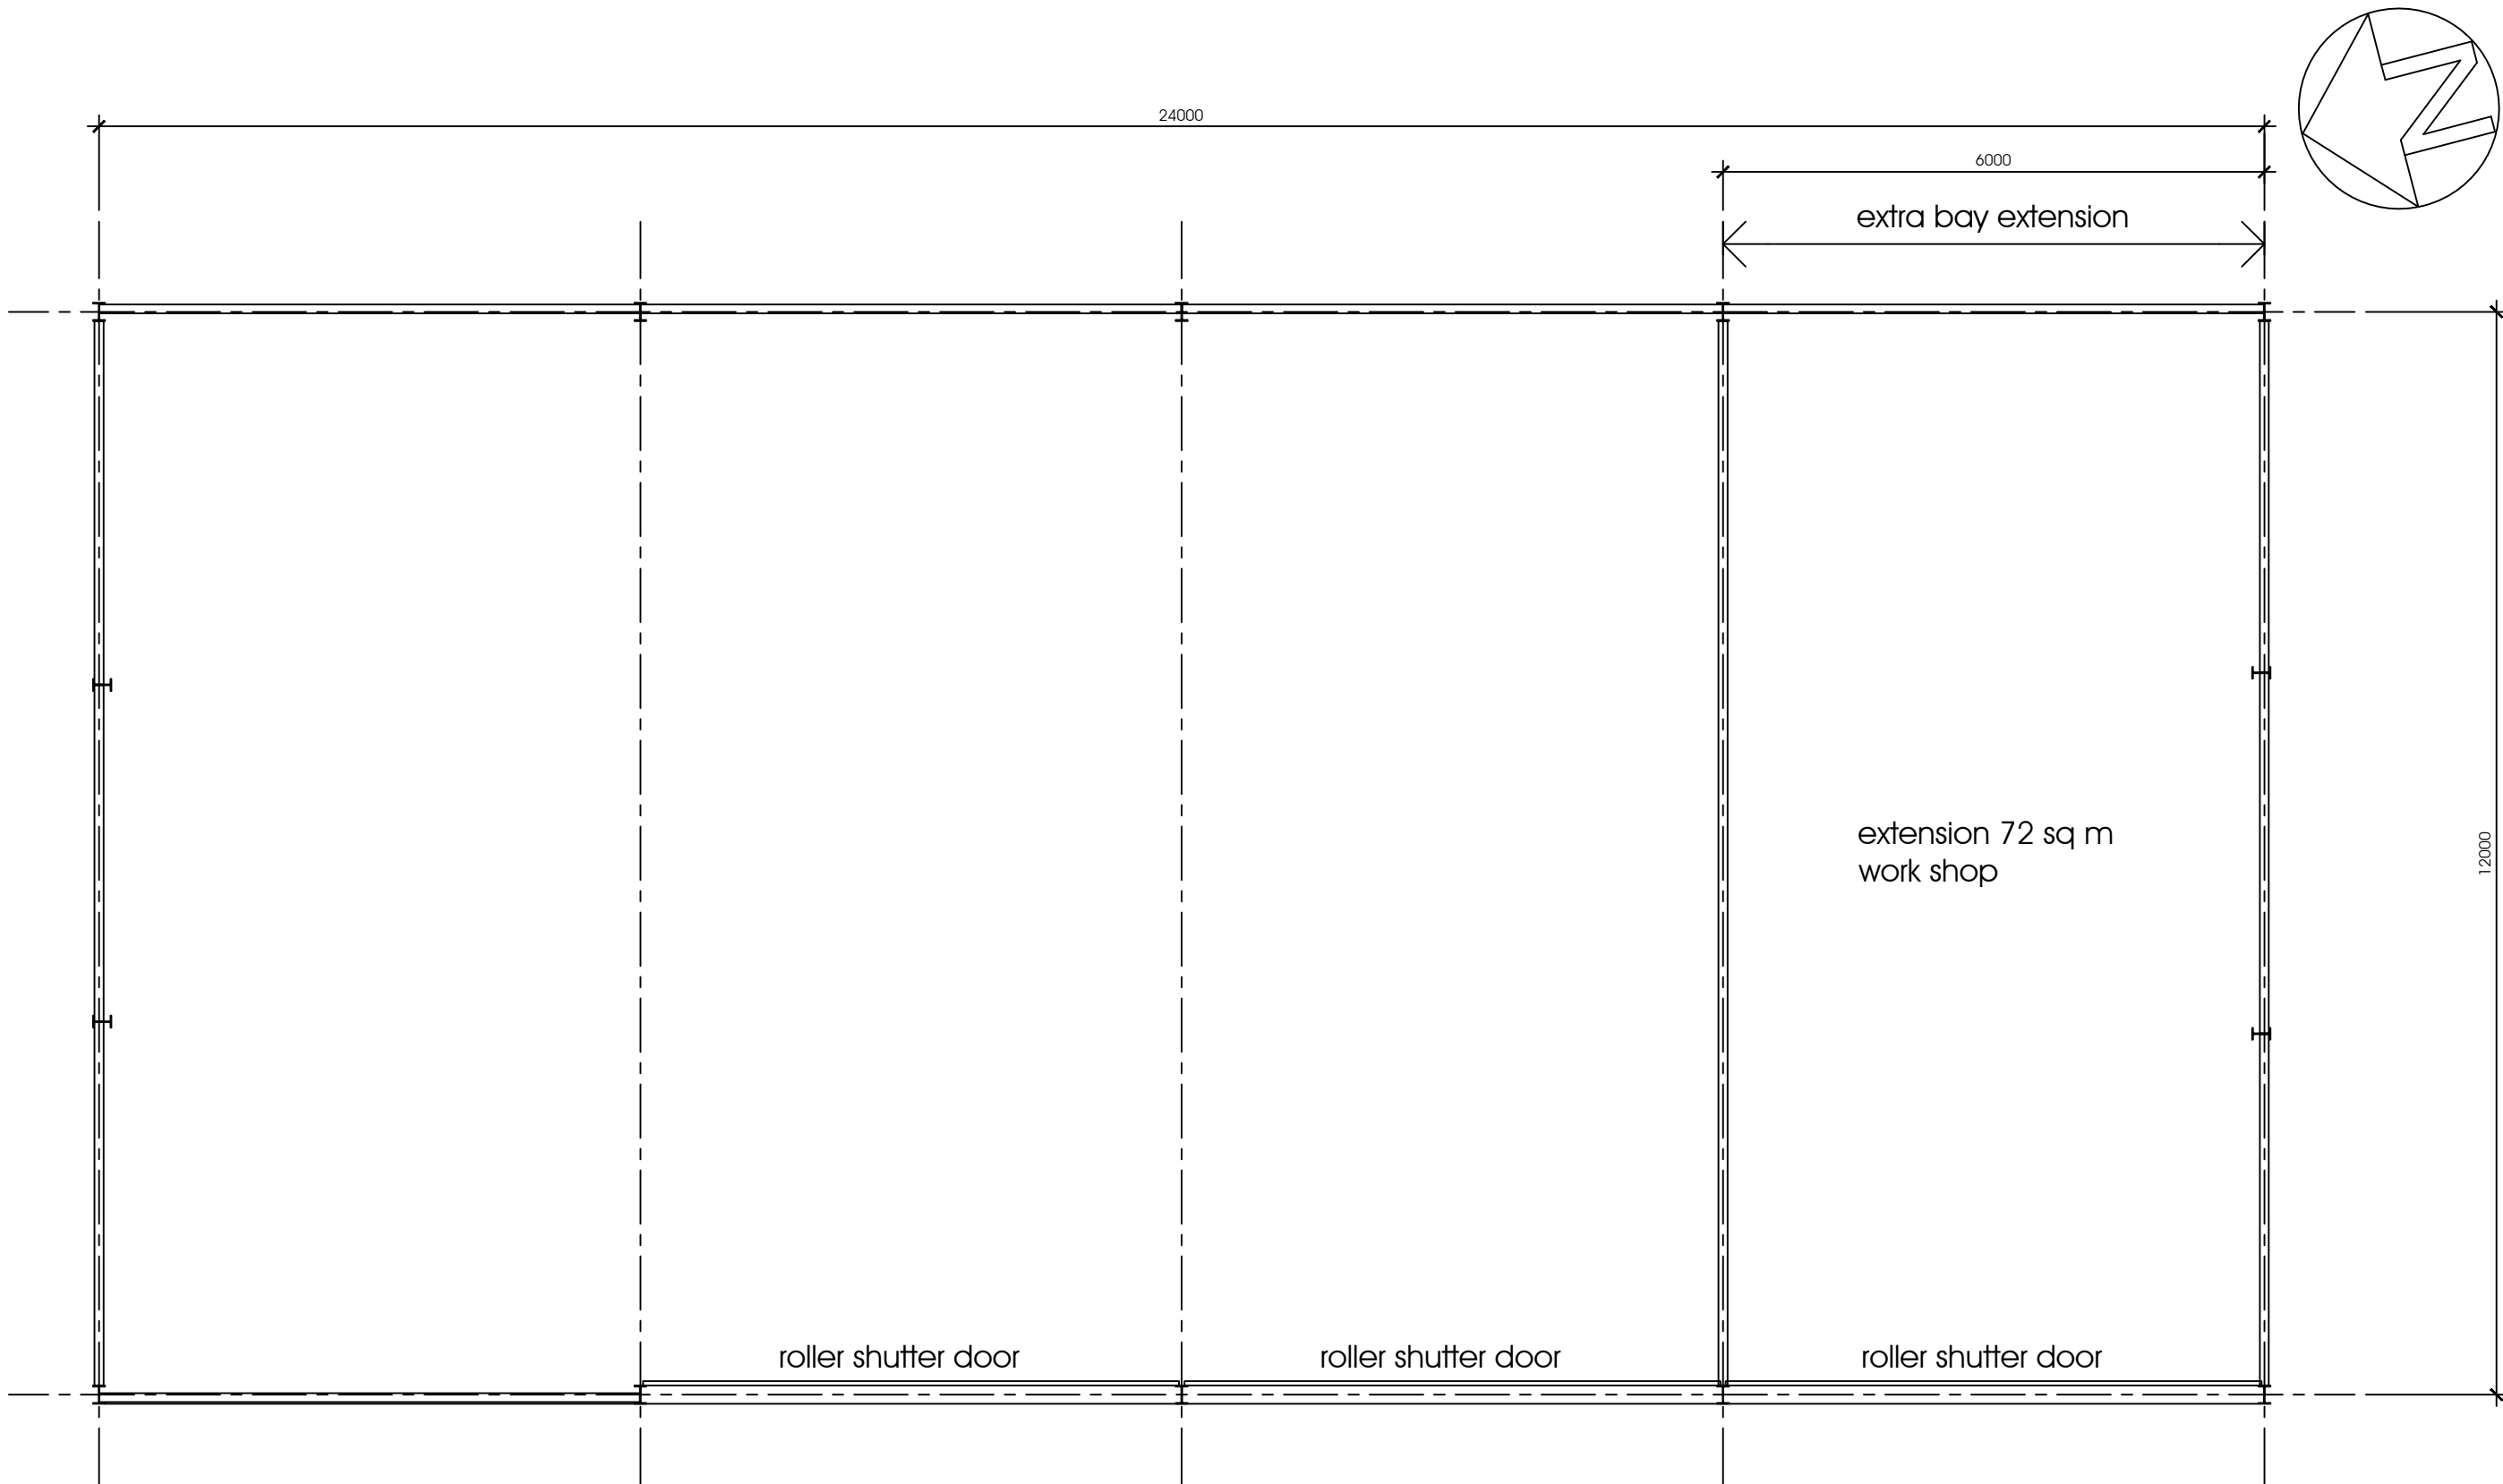 24000
6000
extra bay extension
N
extension 72 sq m
work shop
12000
roller shutter door
roller shutter door
roller shutter door